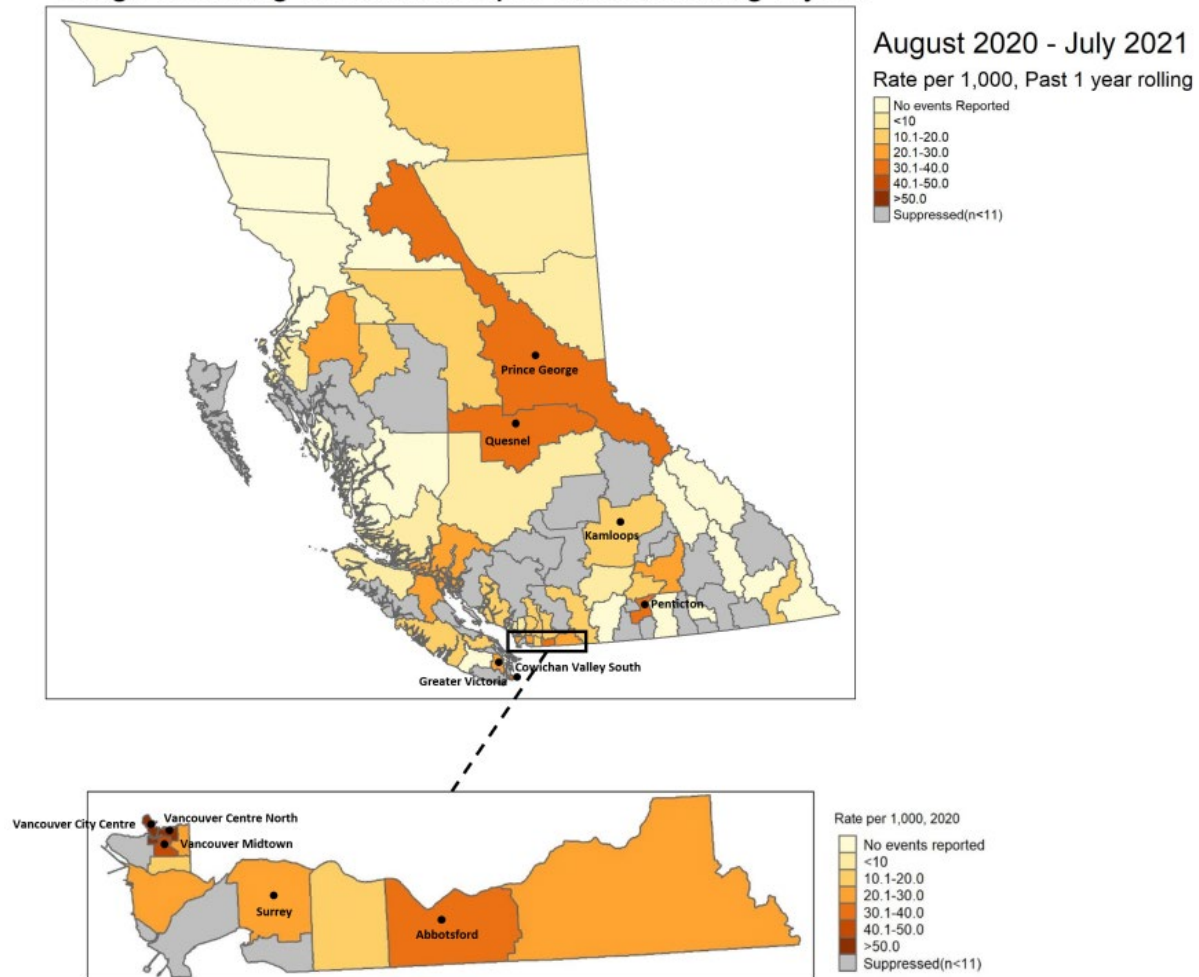 August 2020 - July 2021
Rate per 1,000, Past 1 year rolling
No events Reported
<10
10.1-20.0
20.1-30.0
30.1-40.0
40.1-50.0
>50.0
Suppressed(n<11)
Prince George
Quesnel
Kamloops
Penticton
Cowichan Valley South
Greater Victoria
Vancouver City Centre
Vancouver Centre North
Vancouver Midtown
Surrey
Abbotsford
Rate per 1,000, 2020
No events reported
<10
10.1-20.0
20.1-30.0
30.1-40.0
40.1-50.0
>50.0
Suppressed(n<11)